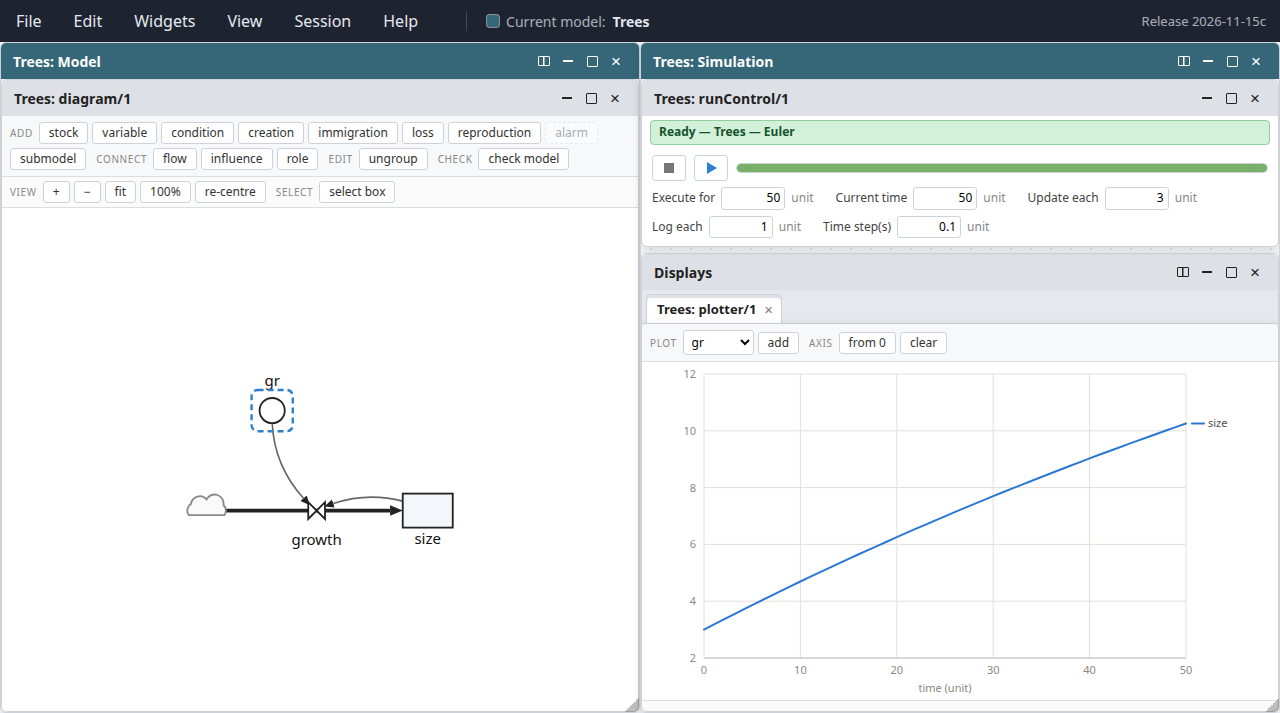 File Edit Widgets View Session Help Current model: Trees Release 2026-11-15c
Trees: Model
Trees: diagram/1
ADD stock variable condition creation immigration loss reproduction alarm
submodel CONNECT flow influence role EDIT ungroup CHECK check model
VIEW + − fit 100% re-centre SELECT select box
gr
growth
size
Trees: Simulation
Trees: runControl/1
Ready — Trees — Euler
Execute for 50 unit Current time 50 unit Update each 3 unit
Log each 1 unit Time step(s) 0.1 unit
Displays
Trees: plotter/1 ×
PLOT gr add AXIS from 0 clear
12
10
8
6
4
2
size
0 10 20 30 40 50
time (unit)